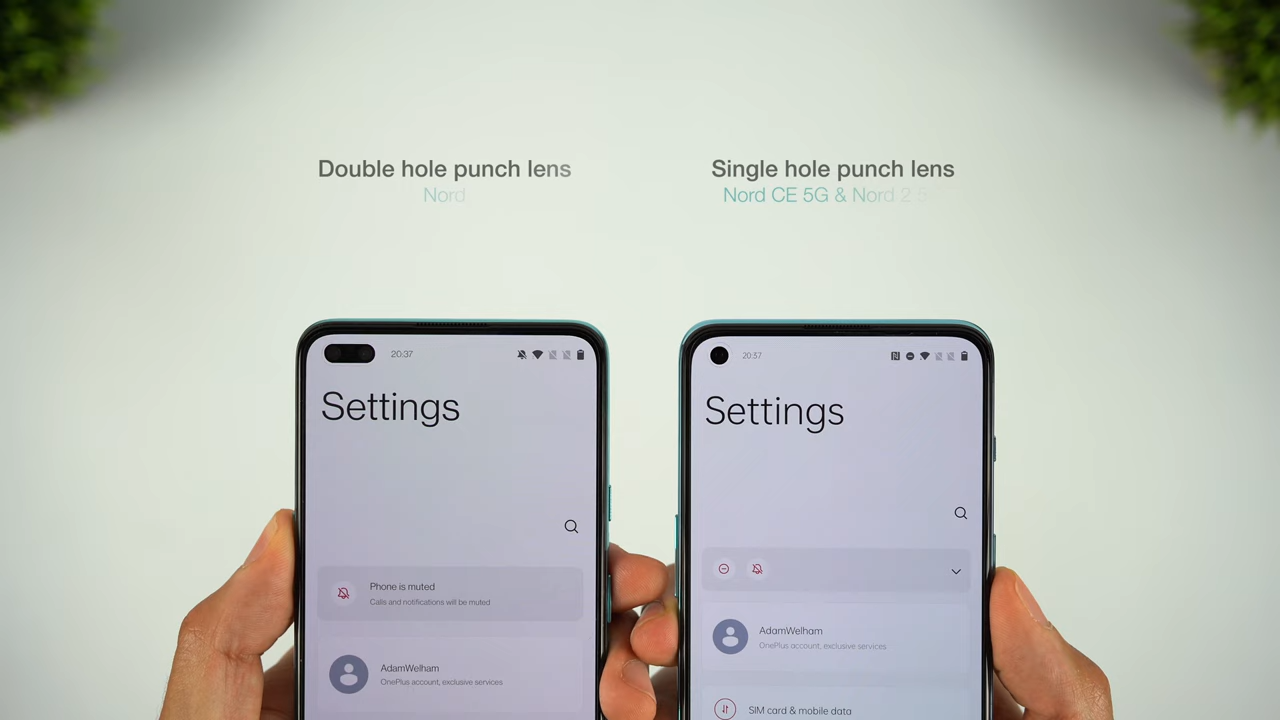 Double hole punch lens
Nord
Single hole punch lens
Nord CE 5G & Nord 2 5
20:37
Settings
Phone is muted
Calls and notifications will be muted
AdamWelham
OnePlus account, exclusive services
20:37
Settings
AdamWelham
OnePlus account, exclusive services
SIM card & mobile data